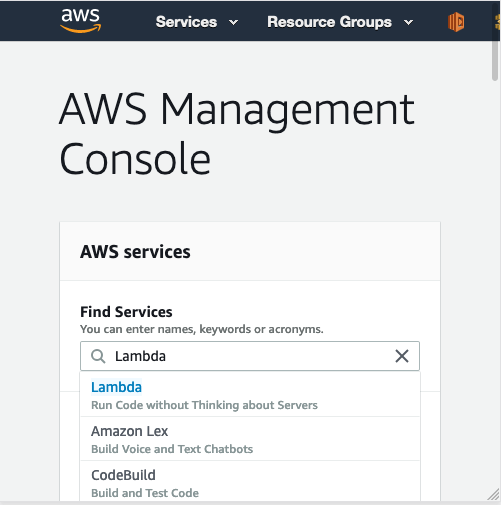 aws
Services Resource Groups
AWS Management
Console
AWS services
Find Services
You can enter names, keywords or acronyms.
Lambda
Lambda
Run Code without Thinking about Servers
Amazon Lex
Build Voice and Text Chatbots
CodeBuild
Build and Test Code